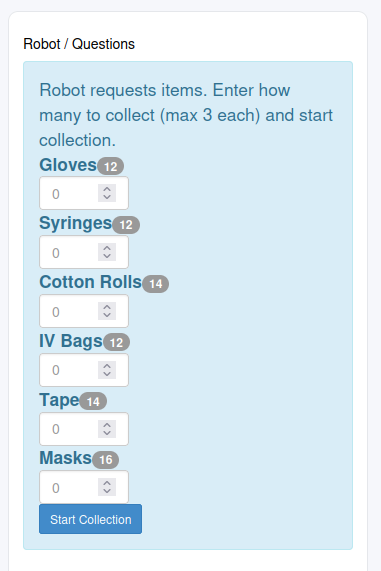 Robot / Questions
Robot requests items. Enter how
many to collect (max 3 each) and start
collection.
Gloves 12
0
Syringes 12
0
Cotton Rolls 14
0
IV Bags 12
0
Tape 14
0
Masks 16
0
Start Collection